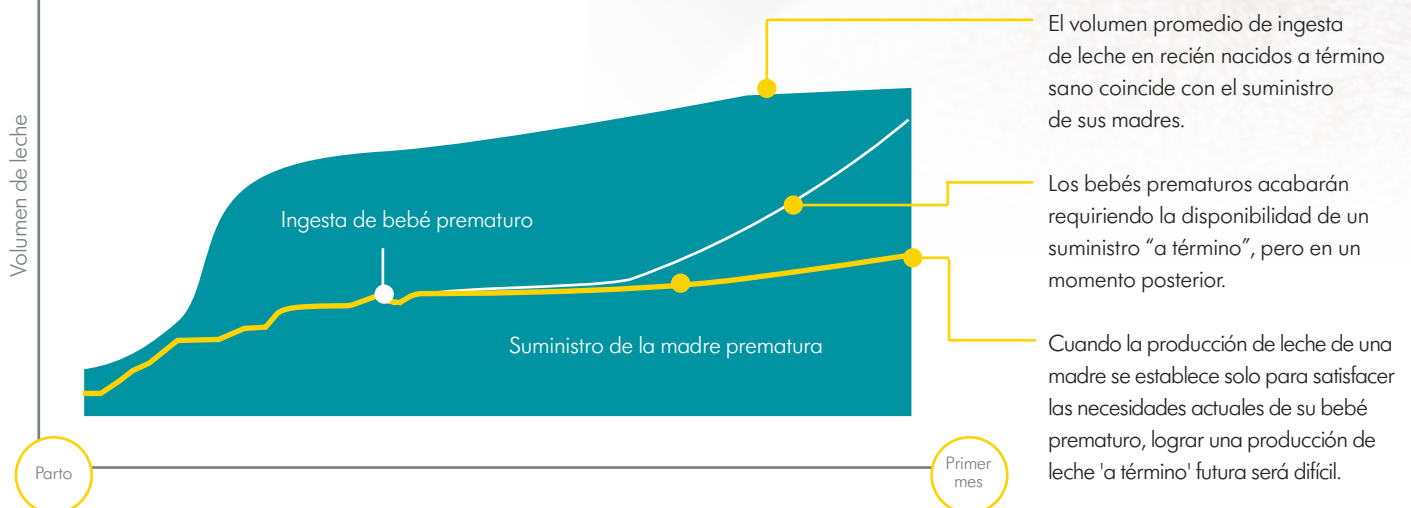 El volumen promedio de ingesta
de leche en recién nacidos a término
sano coincide con el suministro
de sus madres.
Volumen de leche
Los bebés prematuros acabarán
requiriendo la disponibilidad de un
suministro “a término”, pero en un
momento posterior.
Ingesta de bebé prematuro
Suministro de la madre prematura
Cuando la producción de leche de una
madre se establece solo para satisfacer
las necesidades actuales de su bebé
prematuro, lograr una producción de
leche 'a término' futura será difícil.
Parto
Primer
mes